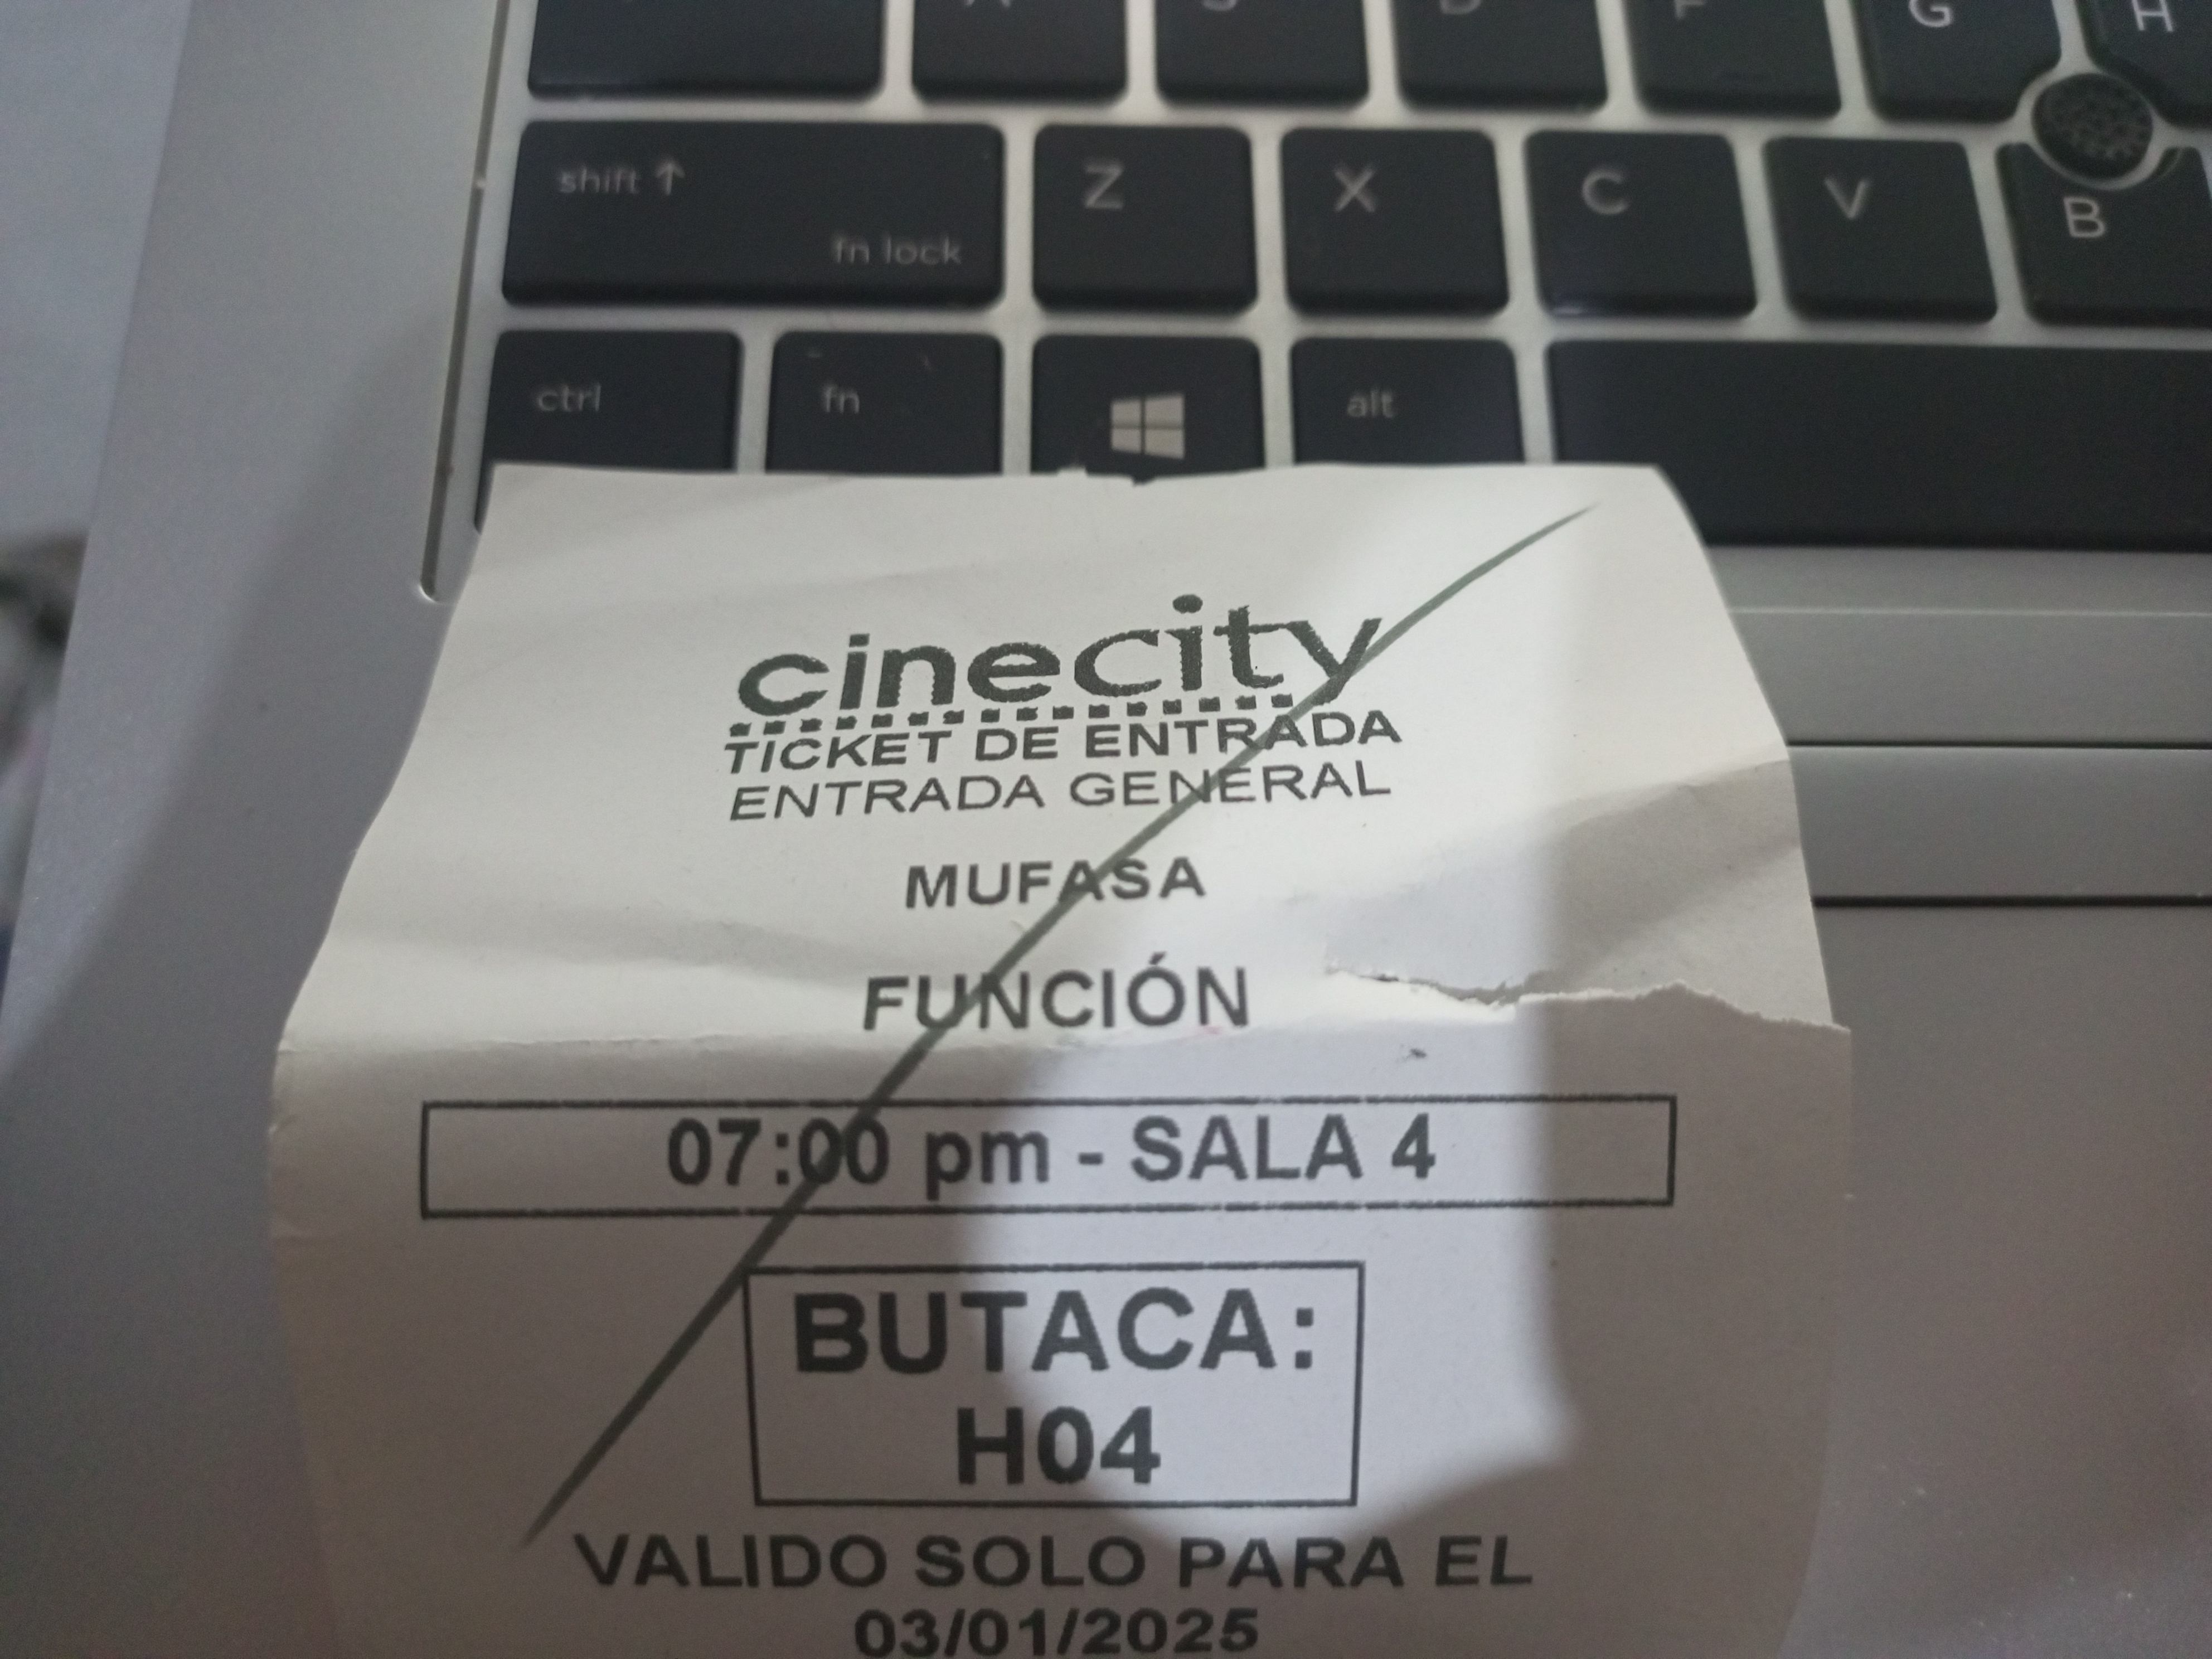 A S D F G H
shift ↑ Z X C V B
fn lock
ctrl fn alt
cinecity
TICKET DE ENTRADA
ENTRADA GENERAL
MUFASA
FUNCIÓN
07:00 pm - SALA 4
BUTACA:
H04
VALIDO SOLO PARA EL
03/01/2025